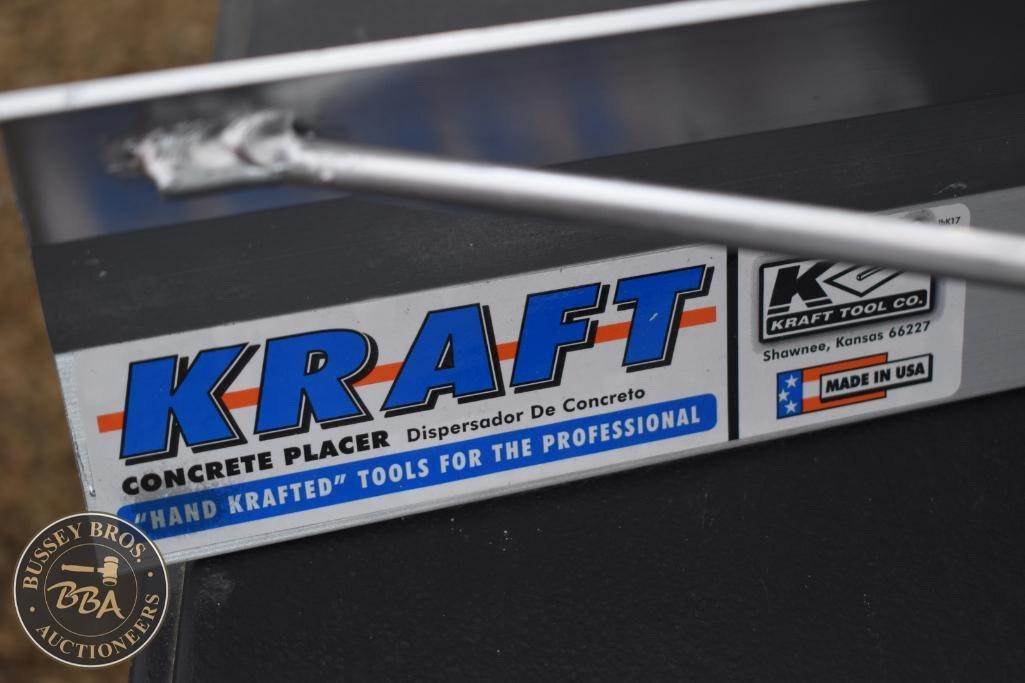 KRAFT
CONCRETE PLACER Dispersador De Concreto
"HAND KRAFTED" TOOLS FOR THE PROFESSIONAL
K
KRAFT TOOL CO.
Shawnee, Kansas 66227
MADE IN USA
BUSSEY BROS.
BBA
AUCTIONEERS